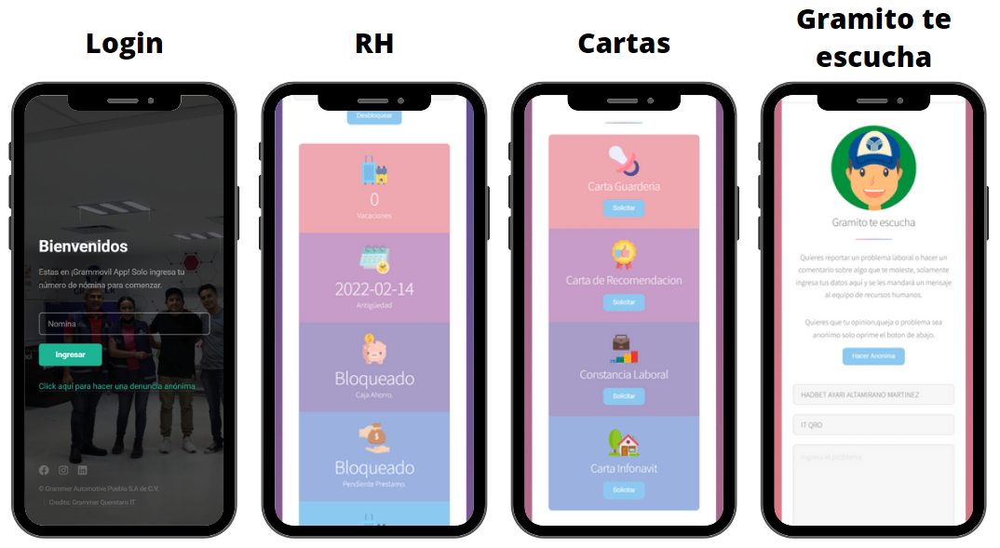 Login
RH
Cartas
Gramito te
escucha
Bienvenidos
Estas en ¡Grammovil App! Solo ingresa tu
número de nómina para comenzar.
Nomina
Ingresar
Click aquí para hacer una denuncia anónima
© Grammer Automotive Puebla S.A de C.V.
Credits: Grammer Queretaro IT
Desbloquear
0
Vacaciones
2022-02-14
Antigüedad
Bloqueado
Caja Ahorro.
Bloqueado
Pendiente Prestamo.
Carta Guarderia
Solicitar
Carta de Recomendacion
Solicitar
Constancia Laboral
Solicitar
Carta Infonavit
Solicitar
Gramito te escucha
Quieres reportar un problema laboral o hacer un
comentario sobre algo que te moleste, solamente
ingresa tus datos aquí y se les mandará un mensaje
al equipo de recursos humanos.
Quieres que tu opinion,queja o problema sea
anonimo solo oprime el boton de abajo.
Hacer Anonima
HADBET AYARI ALTAMIRANO MARTINEZ
IT QRO
Ingresa el problema